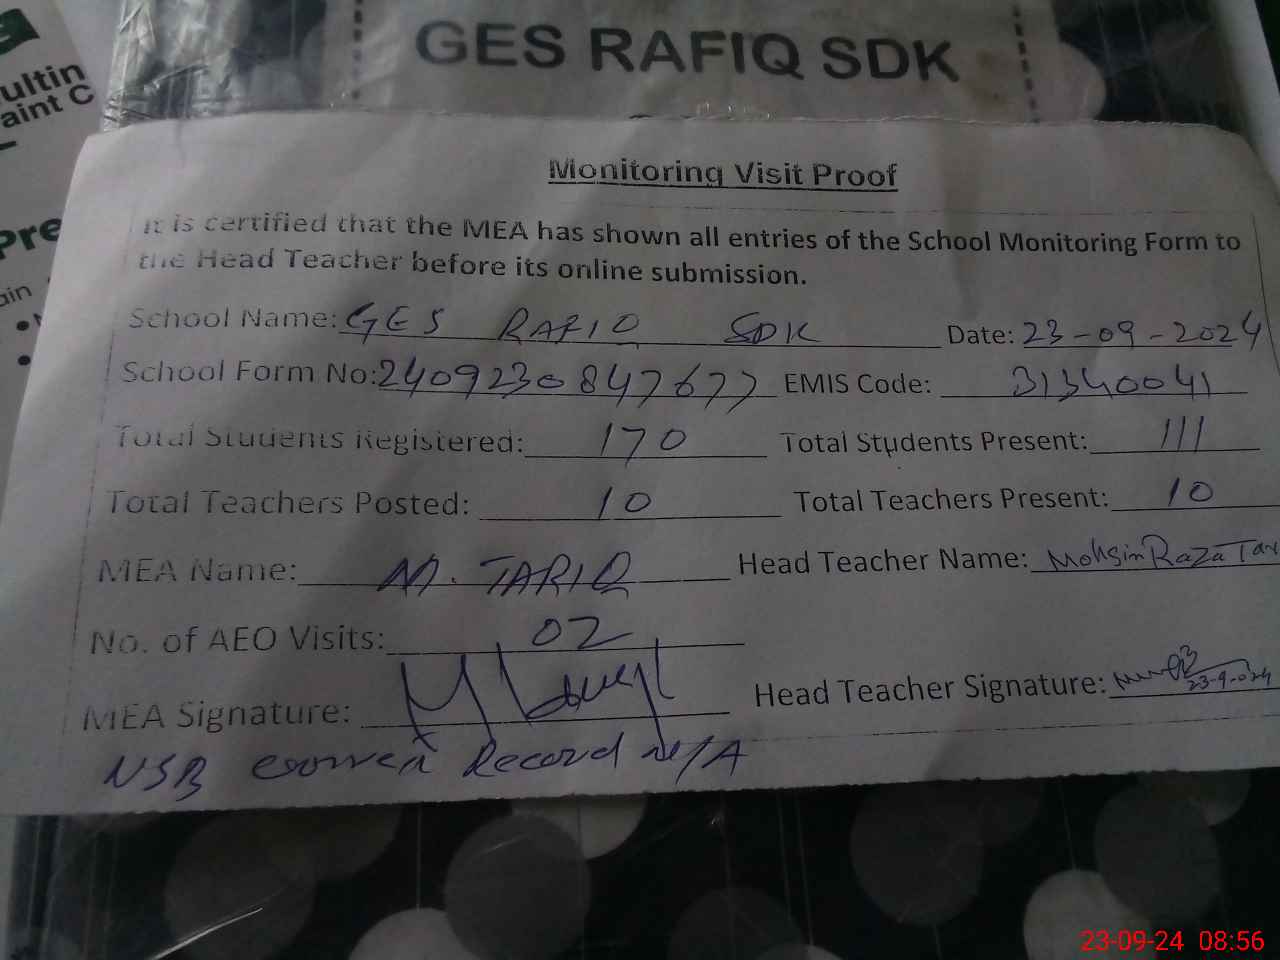 GES RAFIQ SDK
ultin
aint C
Pre
ain
Monitoring Visit Proof
It is certified that the MEA has shown all entries of the School Monitoring Form to
the Head Teacher before its online submission.
School Name: GES RAFIQ SDK Date: 23-09-2024
School Form No: 2409230847677 EMIS Code: 31340041
Total Students Registered: 170 Total Students Present: 111
Total Teachers Posted: 10 Total Teachers Present: 10
MEA Name: M. TARIQ Head Teacher Name: Mohsin Raza Tar
No. of AEO Visits: 02
MEA Signature: Head Teacher Signature: 23-9-024
NSB Record N/A
23-09-24 08:56